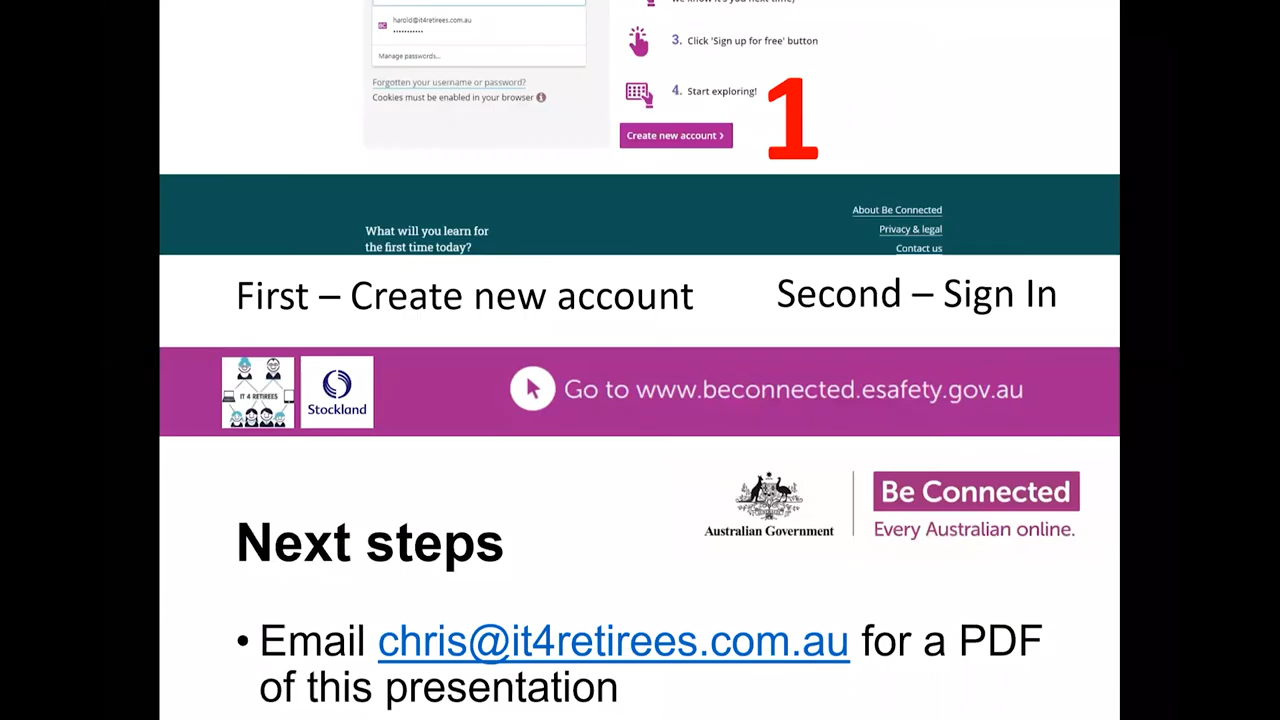 harold@it4retirees.com.au
•••••••••••
Manage passwords...
Forgotten your username or password?
Cookies must be enabled in your browser
3. Click 'Sign up for free' button
4. Start exploring!
Create new account
1
What will you learn for
the first time today?
About Be Connected
Privacy & legal
Contact us
First – Create new account
Second – Sign In
IT 4 RETIREES
Stockland
Go to www.beconnected.esafety.gov.au
Australian Government
Be Connected
Every Australian online.
Next steps
• Email chris@it4retirees.com.au for a PDF
of this presentation